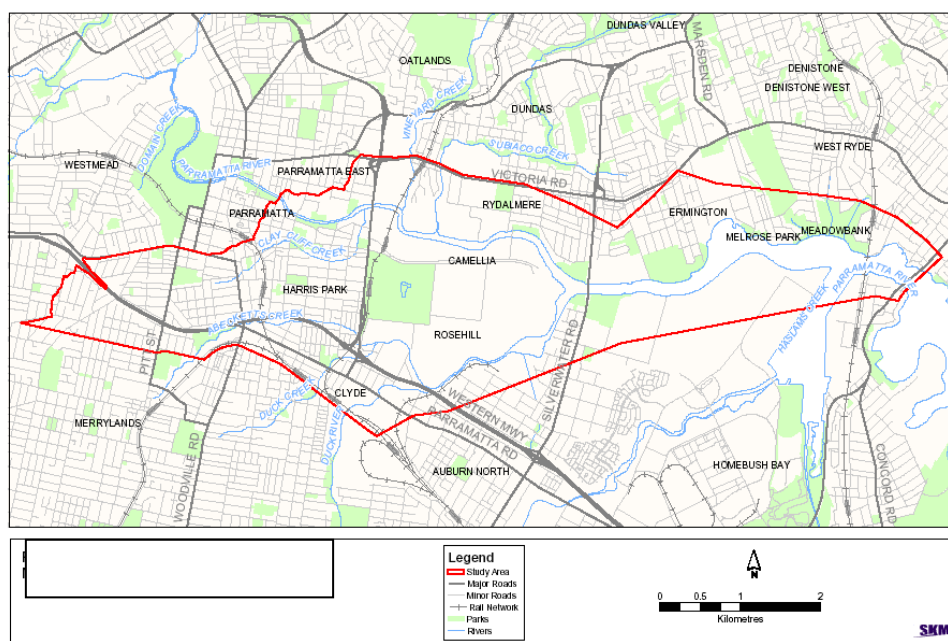 DUNDAS VALLEY
MARSDEN RD
OATLANDS
DENISTONE
DENISTONE WEST
VINEYARD CREEK
DUNDAS
DOMAIN CREEK
SUBIACO CREEK
WEST RYDE
WESTMEAD
PARRAMATTA RIVER
PARRAMATTA EAST
VICTORIA RD
RYDALMERE
PARRAMATTA
ERMINGTON
MEADOWBANK
MELROSE PARK
CLAY CLIFF CREEK
CAMELLIA
PARRAMATTA RIVER
HARRIS PARK
HASLAMS CREEK
ABECKETTS CREEK
ROSEHILL
PITT ST
SILVERWATER RD
DUCK CREEK
CLYDE
WESTERN MWY
PARRAMATTA RD
MERRYLANDS
DUCK RIVER
WOODVILLE RD
AUBURN NORTH
HOMEBUSH BAY
CONCORD RD
Legend
Study Area
Major Roads
Minor Roads
Rail Network
Parks
Rivers
N
0 0.5 1 2
Kilometres
SKM